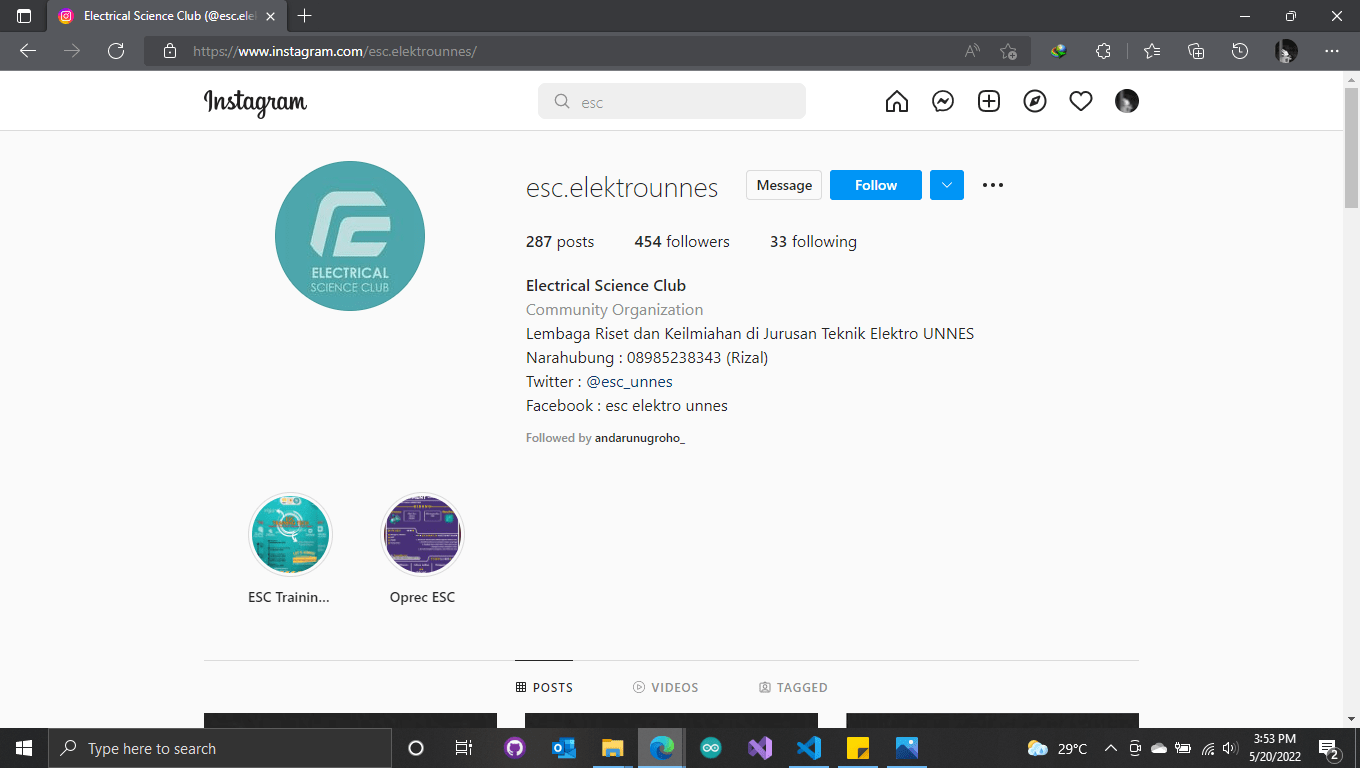 Electrical Science Club (@esc.elek
https://www.instagram.com/esc.elektrounnes/
Instagram
esc
esc.elektrounnes
Message
Follow
287 posts
454 followers
33 following
ELECTRICAL
SCIENCE CLUB
Electrical Science Club
Community Organization
Lembaga Riset dan Keilmiahan di Jurusan Teknik Elektro UNNES
Narahubung : 08985238343 (Rizal)
Twitter : @esc_unnes
Facebook : esc elektro unnes
Followed by andarunugroho_
ESC Trainin...
Oprec ESC
POSTS
VIDEOS
TAGGED
Type here to search
29°C
3:53 PM
5/20/2022
2